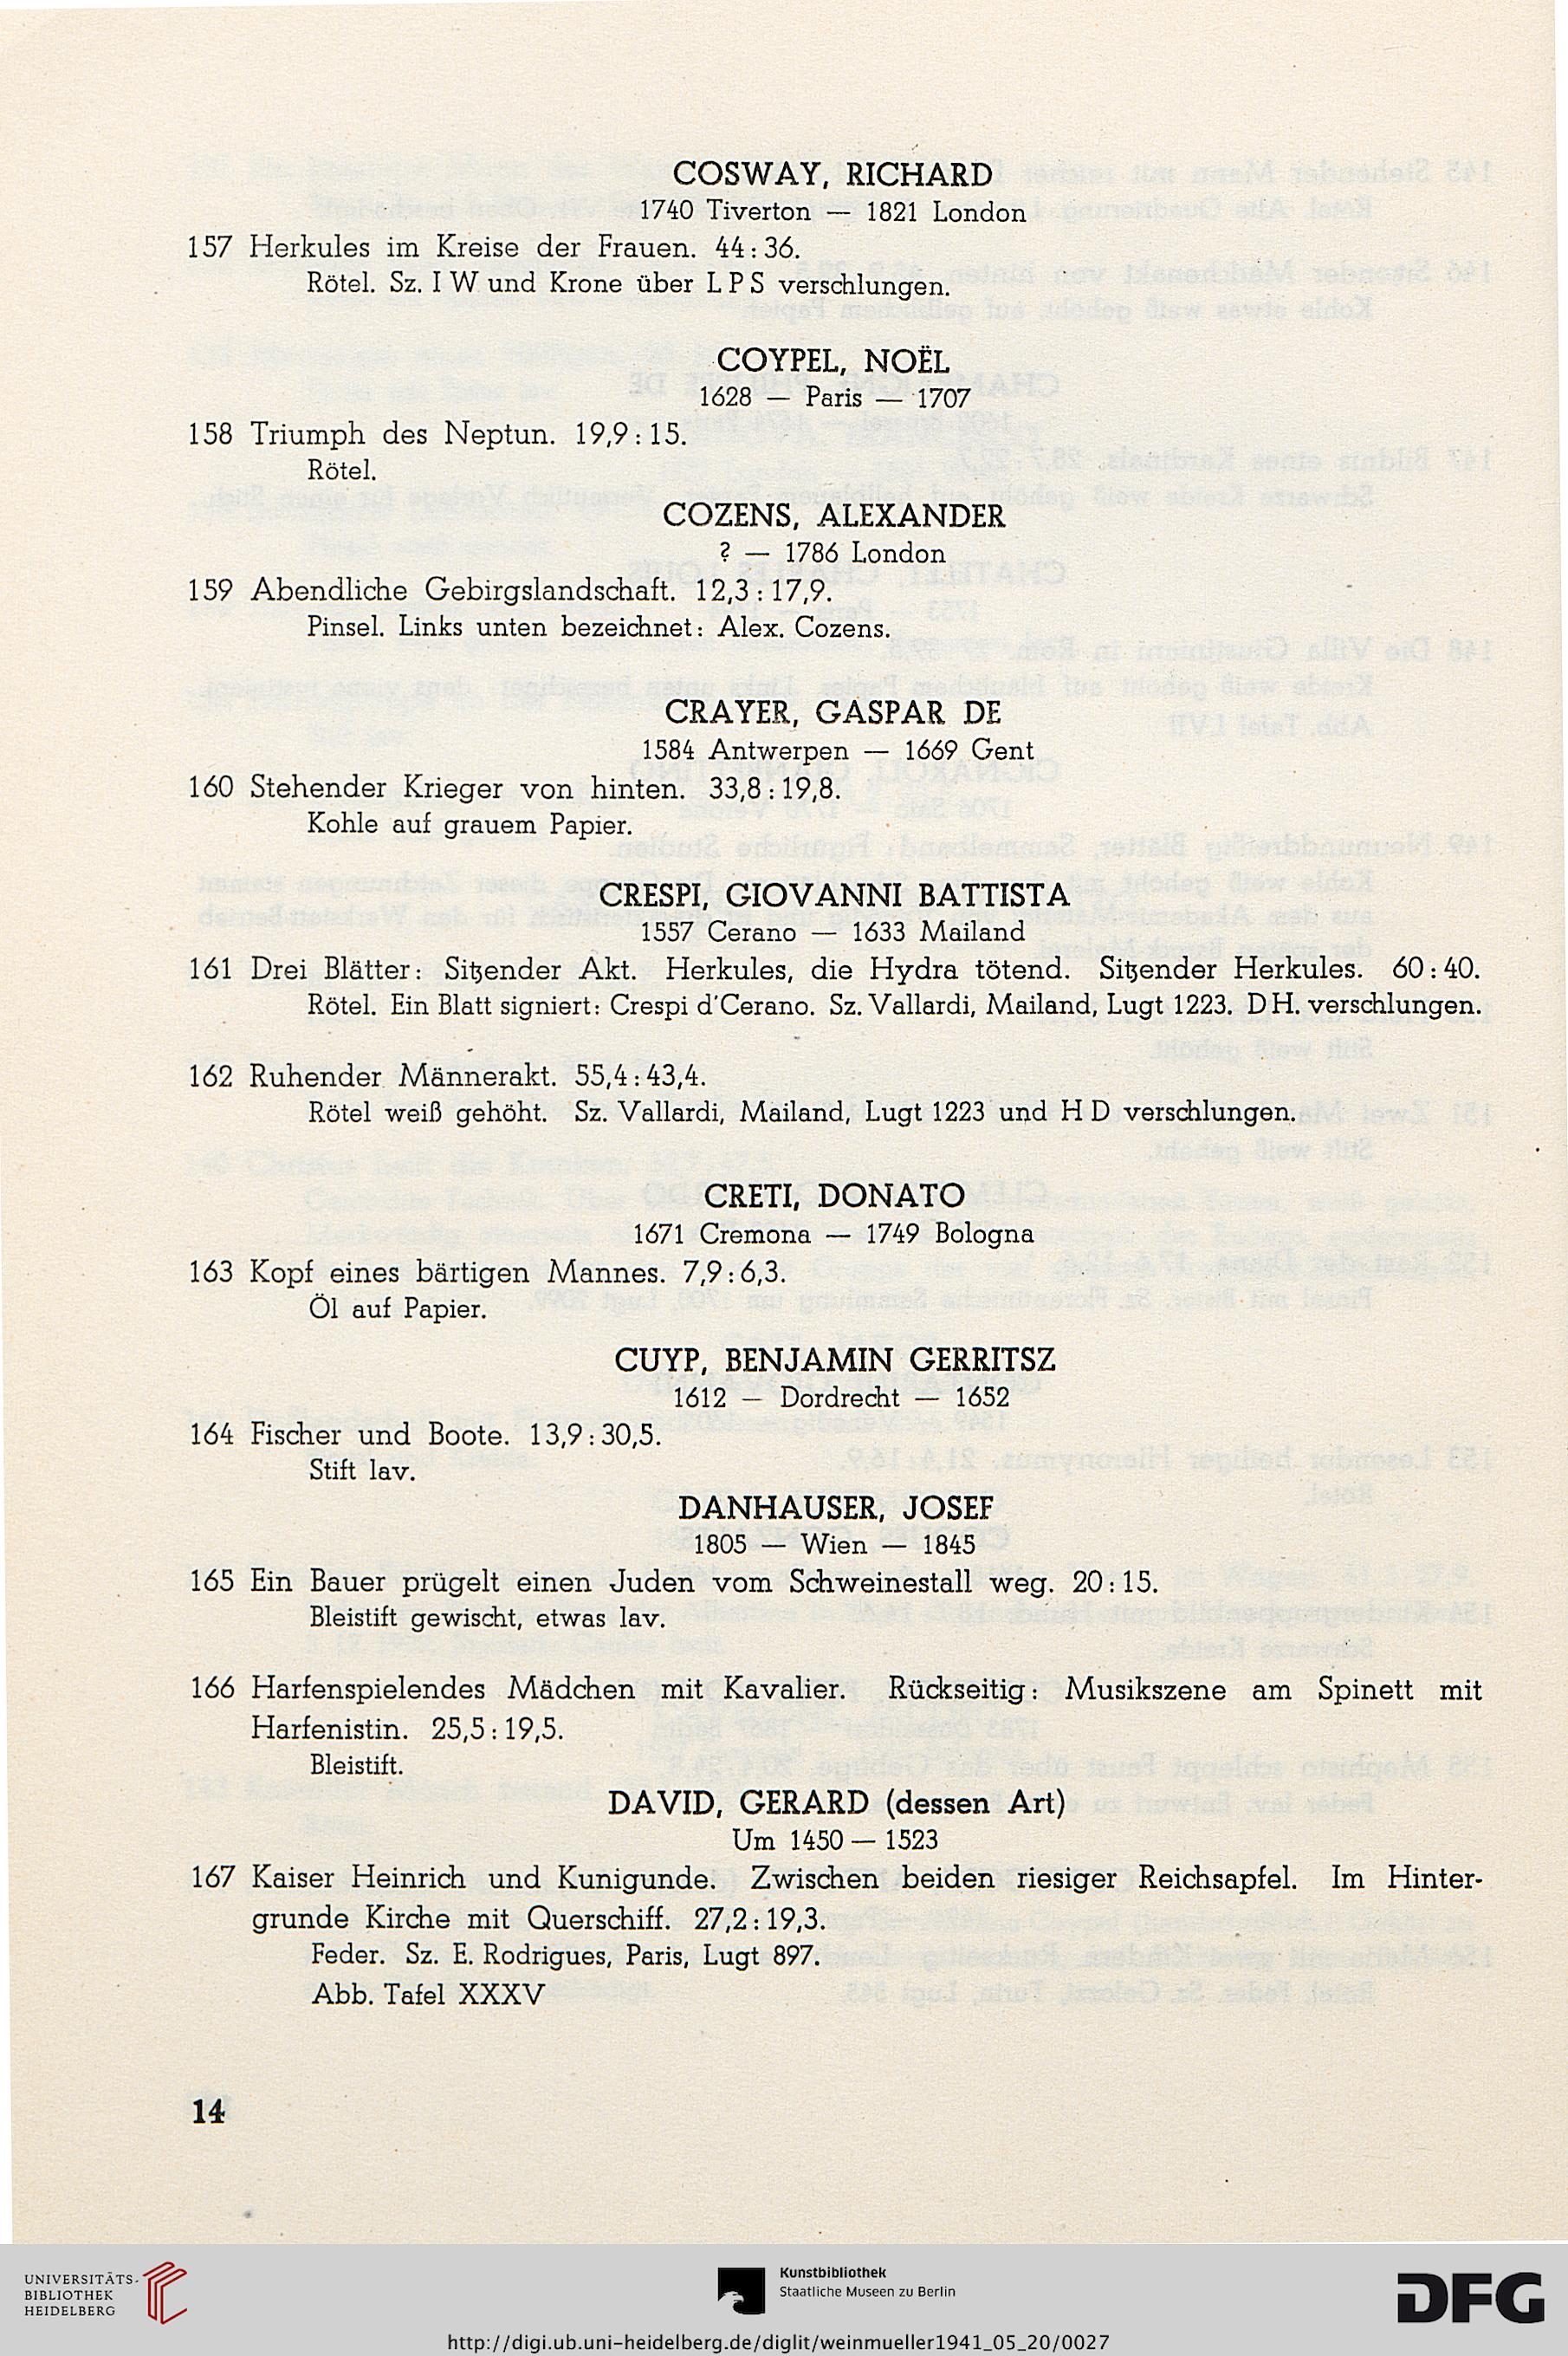 COSWAY, RICHARD
1740 Tiverton — 1821 London
157 Herkules im Kreise der Frauen. 44 : 36.
Rötel. Sz. I W und Krone über L P S verschlungen.
COYPEL, NOËL
1628 — Paris — 1707
158 Triumph des Neptun. 19,9 : 15.
Rötel.
COZENS, ALEXANDER
? — 1786 London
159 Abendliche Gebirgslandschaft. 12,3 : 17,9.
Pinsel. Links unten bezeichnet: Alex. Cozens.
CRAYER, GASPAR DE
1584 Antwerpen — 1669 Gent
160 Stehender Krieger von hinten. 33,8 : 19,8.
Kohle auf grauem Papier.
CRESPI, GIOVANNI BATTISTA
1557 Cerano — 1633 Mailand
161 Drei Blätter: Sitzender Akt. Herkules, die Hydra tötend. Sitzender Herkules. 60 : 40.
Rötel. Ein Blatt signiert: Crespi d'Cerano. Sz. Vallardi, Mailand, Lugt 1223. D H. verschlungen.
162 Ruhender Männerakt. 55,4 : 43,4.
Rötel weiß gehöht. Sz. Vallardi, Mailand, Lugt 1223 und H D verschlungen.
CRETI, DONATO
1671 Cremona — 1749 Bologna
163 Kopf eines bärtigen Mannes. 7,9 : 6,3.
Öl auf Papier.
CUYP, BENJAMIN GERRITSZ
1612 — Dordrecht — 1652
164 Fischer und Boote. 13,9 : 30,5.
Stift lav.
DANHAUSER, JOSEF
1805 — Wien — 1845
165 Ein Bauer prügelt einen Juden vom Schweinestall weg. 20 : 15.
Bleistift gewischt, etwas lav.
166 Harfenspielendes Mädchen mit Kavalier. Rückseitig: Musikszene am Spinett mit
Harfenistin. 25,5 : 19,5.
Bleistift.
DAVID, GERARD (dessen Art)
Um 1450 — 1523
167 Kaiser Heinrich und Kunigunde. Zwischen beiden riesiger Reichsapfel. Im Hinter-
grunde Kirche mit Querschiff. 27,2 : 19,3.
Feder. Sz. E. Rodrigues, Paris, Lugt 897.
Abb. Tafel XXXV
14
UNIVERSITÄTS-
BIBLIOTHEK
HEIDELBERG
Kunstbibliothek
Staatliche Museen zu Berlin
DFG
http://digi.ub.uni-heidelberg.de/diglit/weinmueller1941_05_20/0027